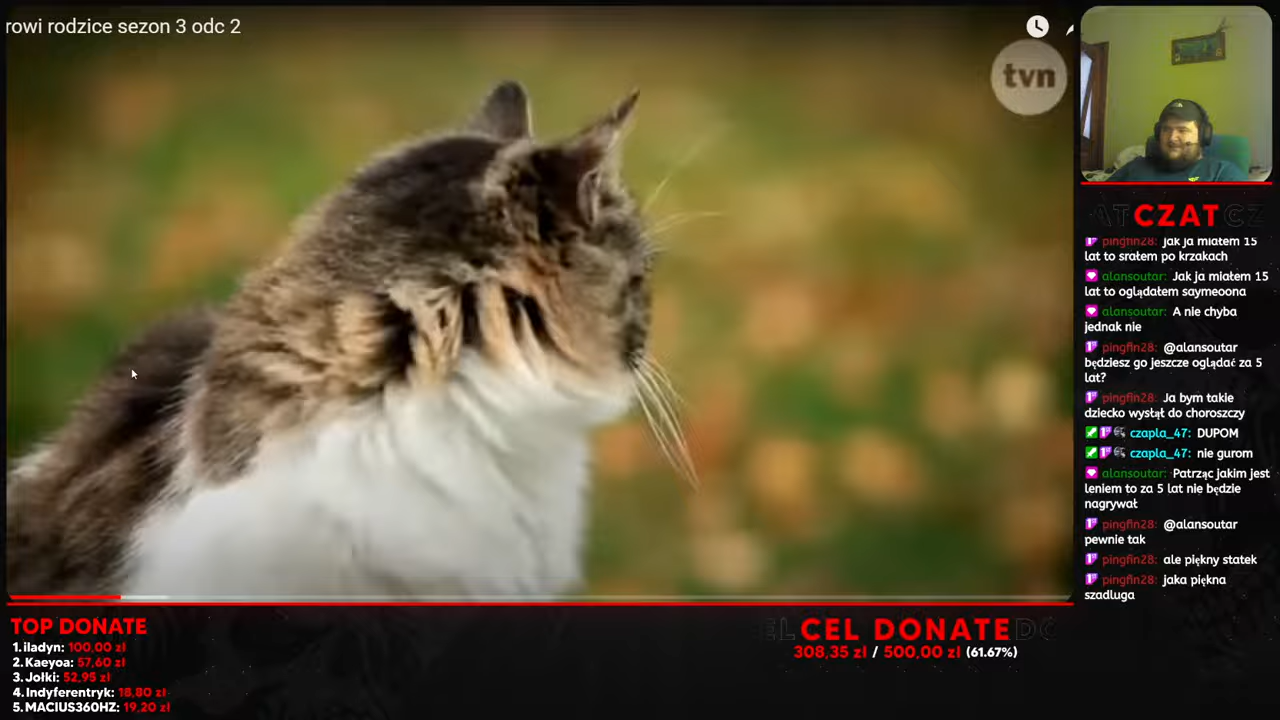 rowi rodzice sezon 3 odc 2
tvn
CZAT
pingfin28: jak ja miałem 15
lat to srałem po krzakach
alansoutar: Jak ja miałem 15
lat to oglądałem saymeoona
alansoutar: A nie chyba
jednak nie
pingfin28: @alansoutar
będziesz go jeszcze oglądać za 5
lat?
pingfin28: Ja bym takie
dziecko wysłął do choroszczy
czapla_47: DUPOM
czapla_47: nie gurom
alansoutar: Patrząc jakim jest
leniem to za 5 lat nie będzie
nagrywał
pingfin28: @alansoutar
pewnie tak
pingfin28: ale piękny statek
pingfin28: jaka piękna
szadluga
TOP DONATE
1. iladyn: 100,00 zł
2. Kaeyoa: 57,60 zł
3. Jołki: 52,95 zł
4. Indyferentryk: 18,80 zł
5. MACIUS360HZ: 19,20 zł
CEL DONATE
308,35 zł / 500,00 zł (61.67%)